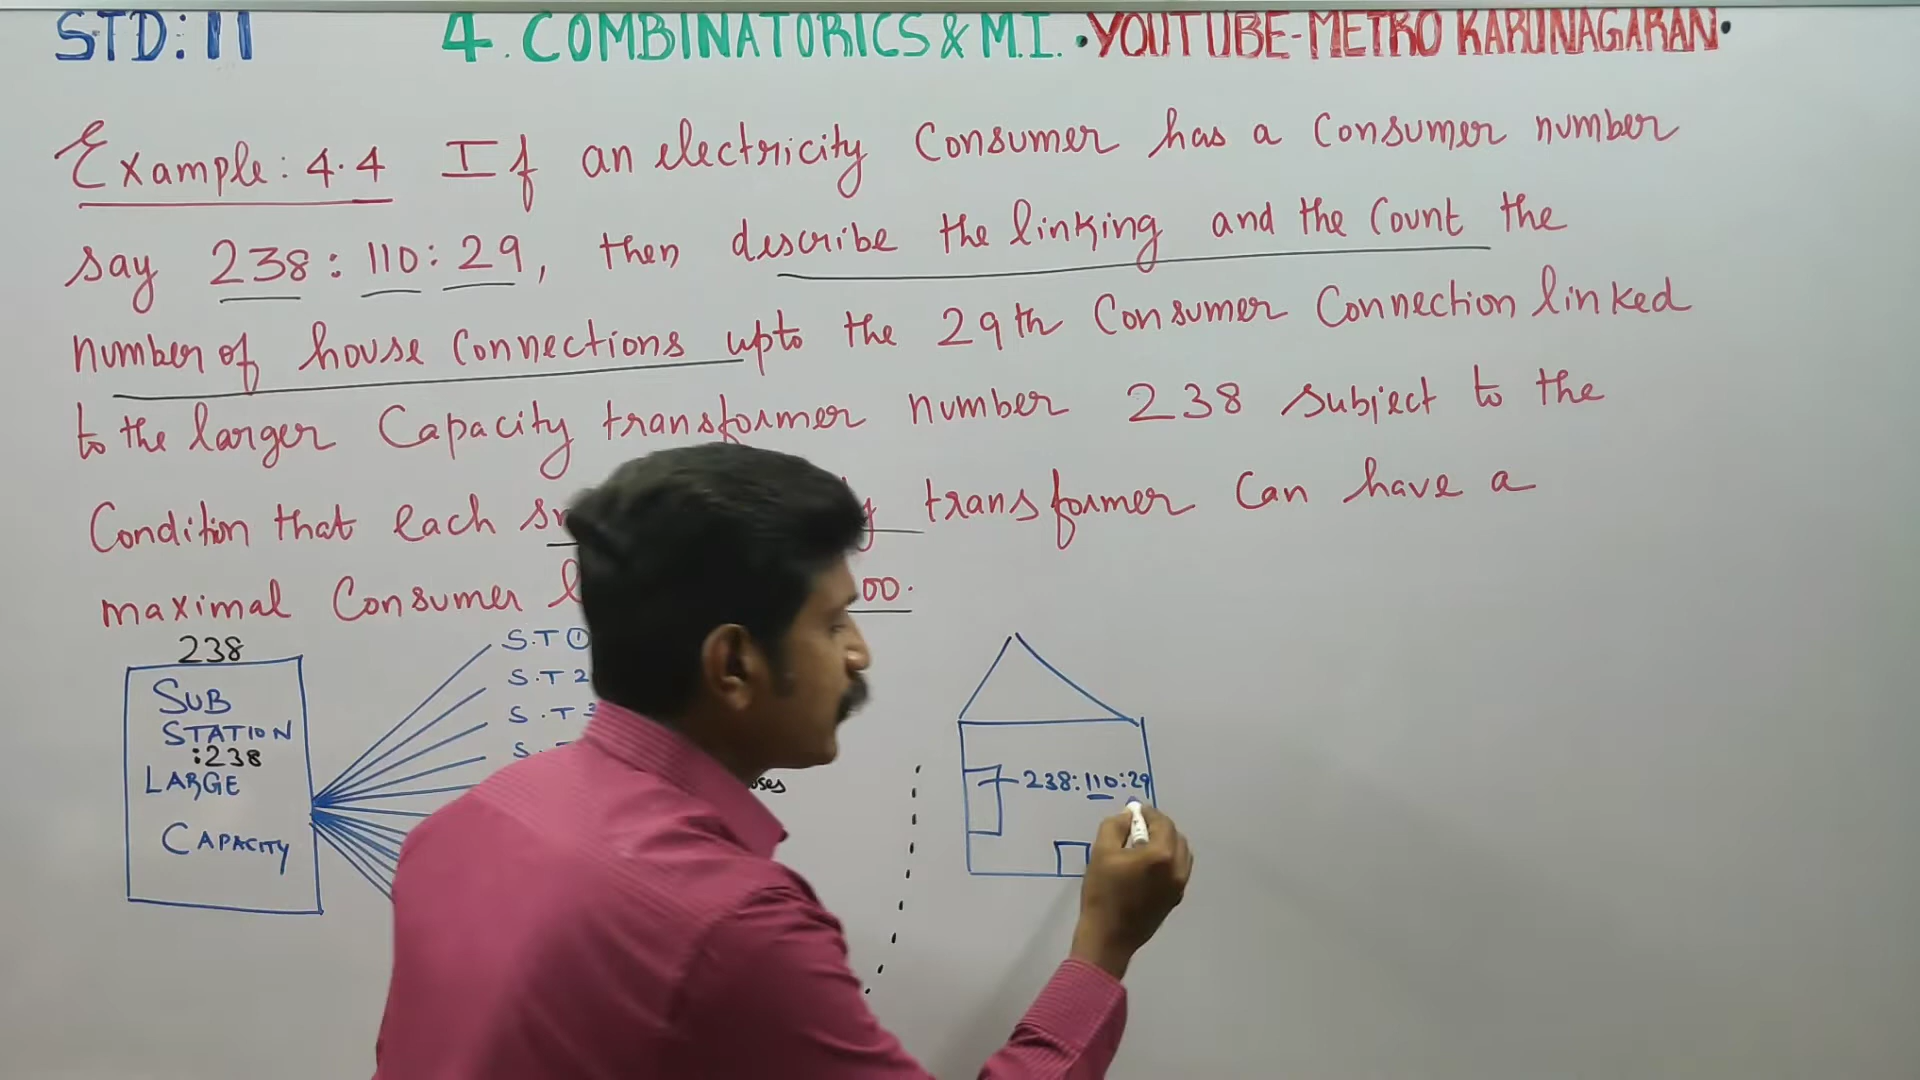 STD: 11 4. COMBINATORICS & M.I. • YOUTUBE-METRO KARUNAGARAN •
Example: 4.4 If an electricity Consumer has a Consumer number
say 238 : 110 : 29, then describe the linking and the Count the
number of house Connections upto the 29th Consumer Connection linked
to the larger Capacity transformer number 238 subject to the
Condition that each transformer Can have a
maximal Consumer 00.
238
SUB
STATION
:238
LARGE
CAPACITY
S.T 1
S.T 2
S.T 3
238:110:29